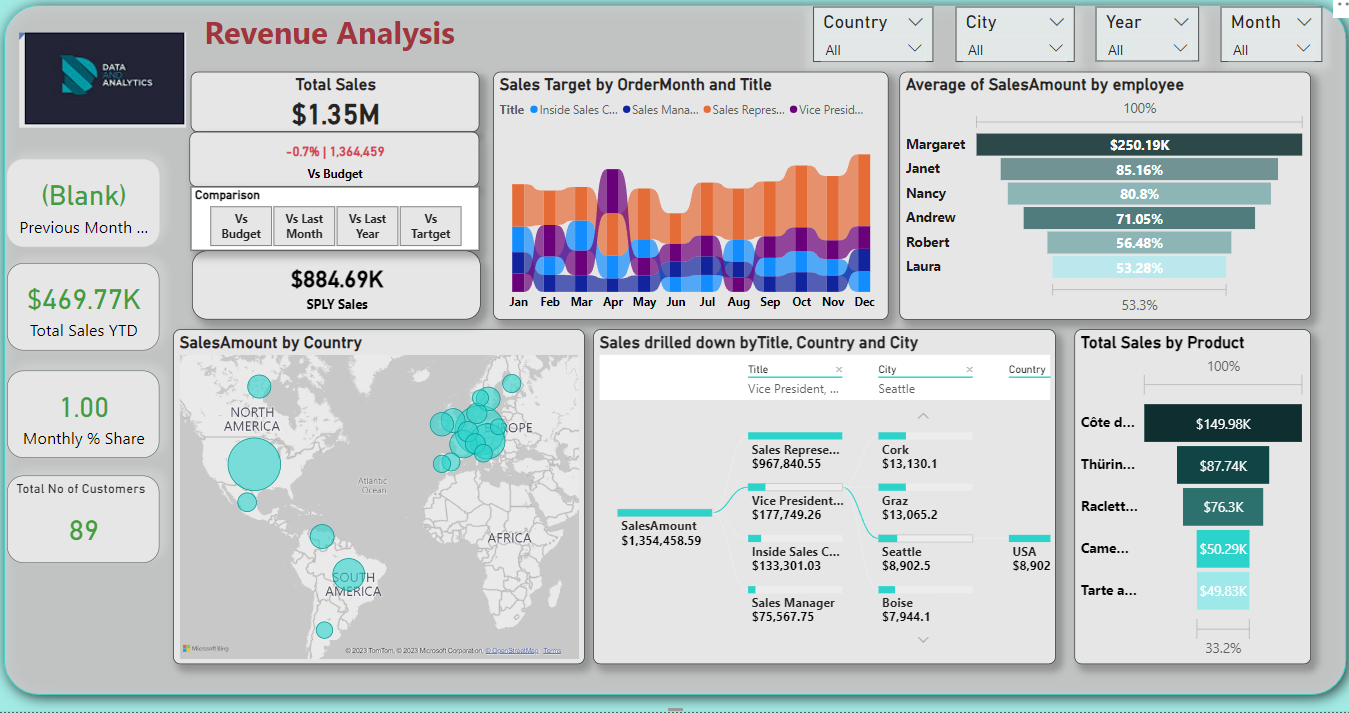 Revenue Analysis
Country
All
City
All
Year
All
Month
All
DATA
AND
ANALYTICS
(Blank)
Previous Month ...
$469.77K
Total Sales YTD
1.00
Monthly % Share
Total No of Customers
89
Total Sales
$1.35M
-0.7% | 1,364,459
Vs Budget
Comparison
Vs Budget
Vs Last Month
Vs Last Year
Vs Tartget
$884.69K
SPLY Sales
Sales Target by OrderMonth and Title
Title Inside Sales C... Sales Mana... Sales Repres... Vice Presid...
Jan Feb Mar Apr May Jun Jul Aug Sep Oct Nov Dec
Average of SalesAmount by employee
100%
Margaret $250.19K
Janet 85.16%
Nancy 80.8%
Andrew 71.05%
Robert 56.48%
Laura 53.28%
53.3%
SalesAmount by Country
NORTH
AMERICA
ROPE
Atlantic
Ocean
AFRICA
SOUTH
AMERICA
Microsoft Bing
© 2023 TomTom, © 2023 Microsoft Corporation, © OpenStreetMap Terms
Sales drilled down byTitle, Country and City
Title
Vice President, ...
City
Seattle
Country
SalesAmount
$1,354,458.59
Sales Represe...
$967,840.55
Vice President...
$177,749.26
Inside Sales C...
$133,301.03
Sales Manager
$75,567.75
Cork
$13,130.1
Graz
$13,065.2
Seattle
$8,902.5
Boise
$7,944.1
USA
$8,902
Total Sales by Product
100%
Côte d... $149.98K
Thürin... $87.74K
Raclett... $76.3K
Came... $50.29K
Tarte a... $49.83K
33.2%